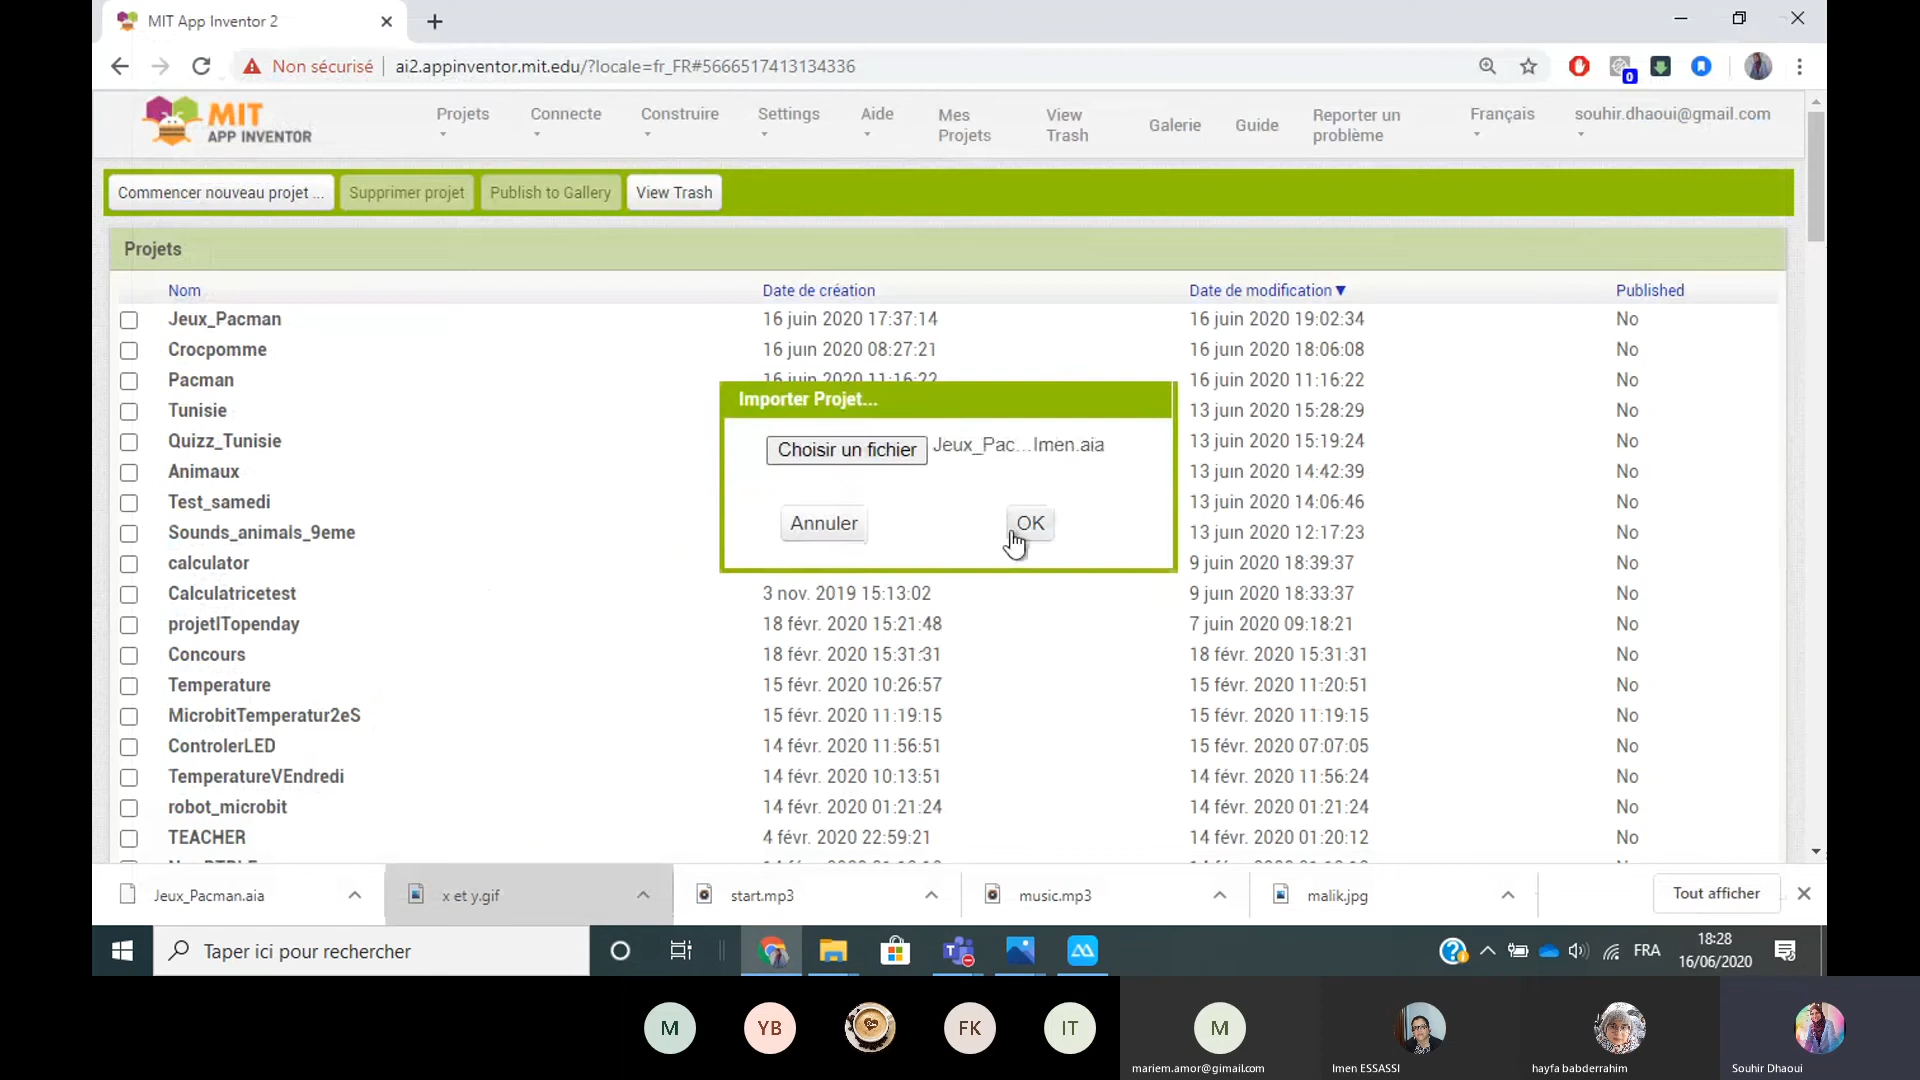 MIT App Inventor 2
Non sécurisé
ai2.appinventor.mit.edu/?locale=fr_FR#5666517413134336
0
MIT
APP INVENTOR
Projets
Connecte
Construire
Settings
Aide
Mes
Projets
View
Trash
Galerie
Guide
Reporter un
problème
Français
souhir.dhaoui@gmail.com
Commencer nouveau projet ...
Supprimer projet
Publish to Gallery
View Trash
Projets
Nom Date de création Date de modification ▼ Published
Jeux_Pacman 16 juin 2020 17:37:14 16 juin 2020 19:02:34 No
Crocpomme 16 juin 2020 08:27:21 16 juin 2020 18:06:08 No
Pacman 16 juin 2020 11:16:22 16 juin 2020 11:16:22 No
Tunisie 13 juin 2020 15:28:29 No
Quizz_Tunisie 13 juin 2020 15:19:24 No
Animaux 13 juin 2020 14:42:39 No
Test_samedi 13 juin 2020 14:06:46 No
Sounds_animals_9eme 13 juin 2020 12:17:23 No
calculator 9 juin 2020 18:39:37 No
Calculatricetest 3 nov. 2019 15:13:02 9 juin 2020 18:33:37 No
projetITopenday 18 févr. 2020 15:21:48 7 juin 2020 09:18:21 No
Concours 18 févr. 2020 15:31:31 18 févr. 2020 15:31:31 No
Temperature 15 févr. 2020 10:26:57 15 févr. 2020 11:20:51 No
MicrobitTemperatur2eS 15 févr. 2020 11:19:15 15 févr. 2020 11:19:15 No
ControlerLED 14 févr. 2020 11:56:51 15 févr. 2020 07:07:05 No
TemperatureVEndredi 14 févr. 2020 10:13:51 14 févr. 2020 11:56:24 No
robot_microbit 14 févr. 2020 01:21:24 14 févr. 2020 01:21:24 No
TEACHER 4 févr. 2020 22:59:21 14 févr. 2020 01:20:12 No
Importer Projet...
Choisir un fichier Jeux_Pac...Imen.aia
Annuler OK
Jeux_Pacman.aia
x et y.gif
start.mp3
music.mp3
malik.jpg
Tout afficher
Taper ici pour rechercher
FRA
18:28
16/06/2020
M
YB
FK
IT
M
mariem.amor@gimail.com
Imen ESSASSI
hayfa babderrahim
Souhir Dhaoui